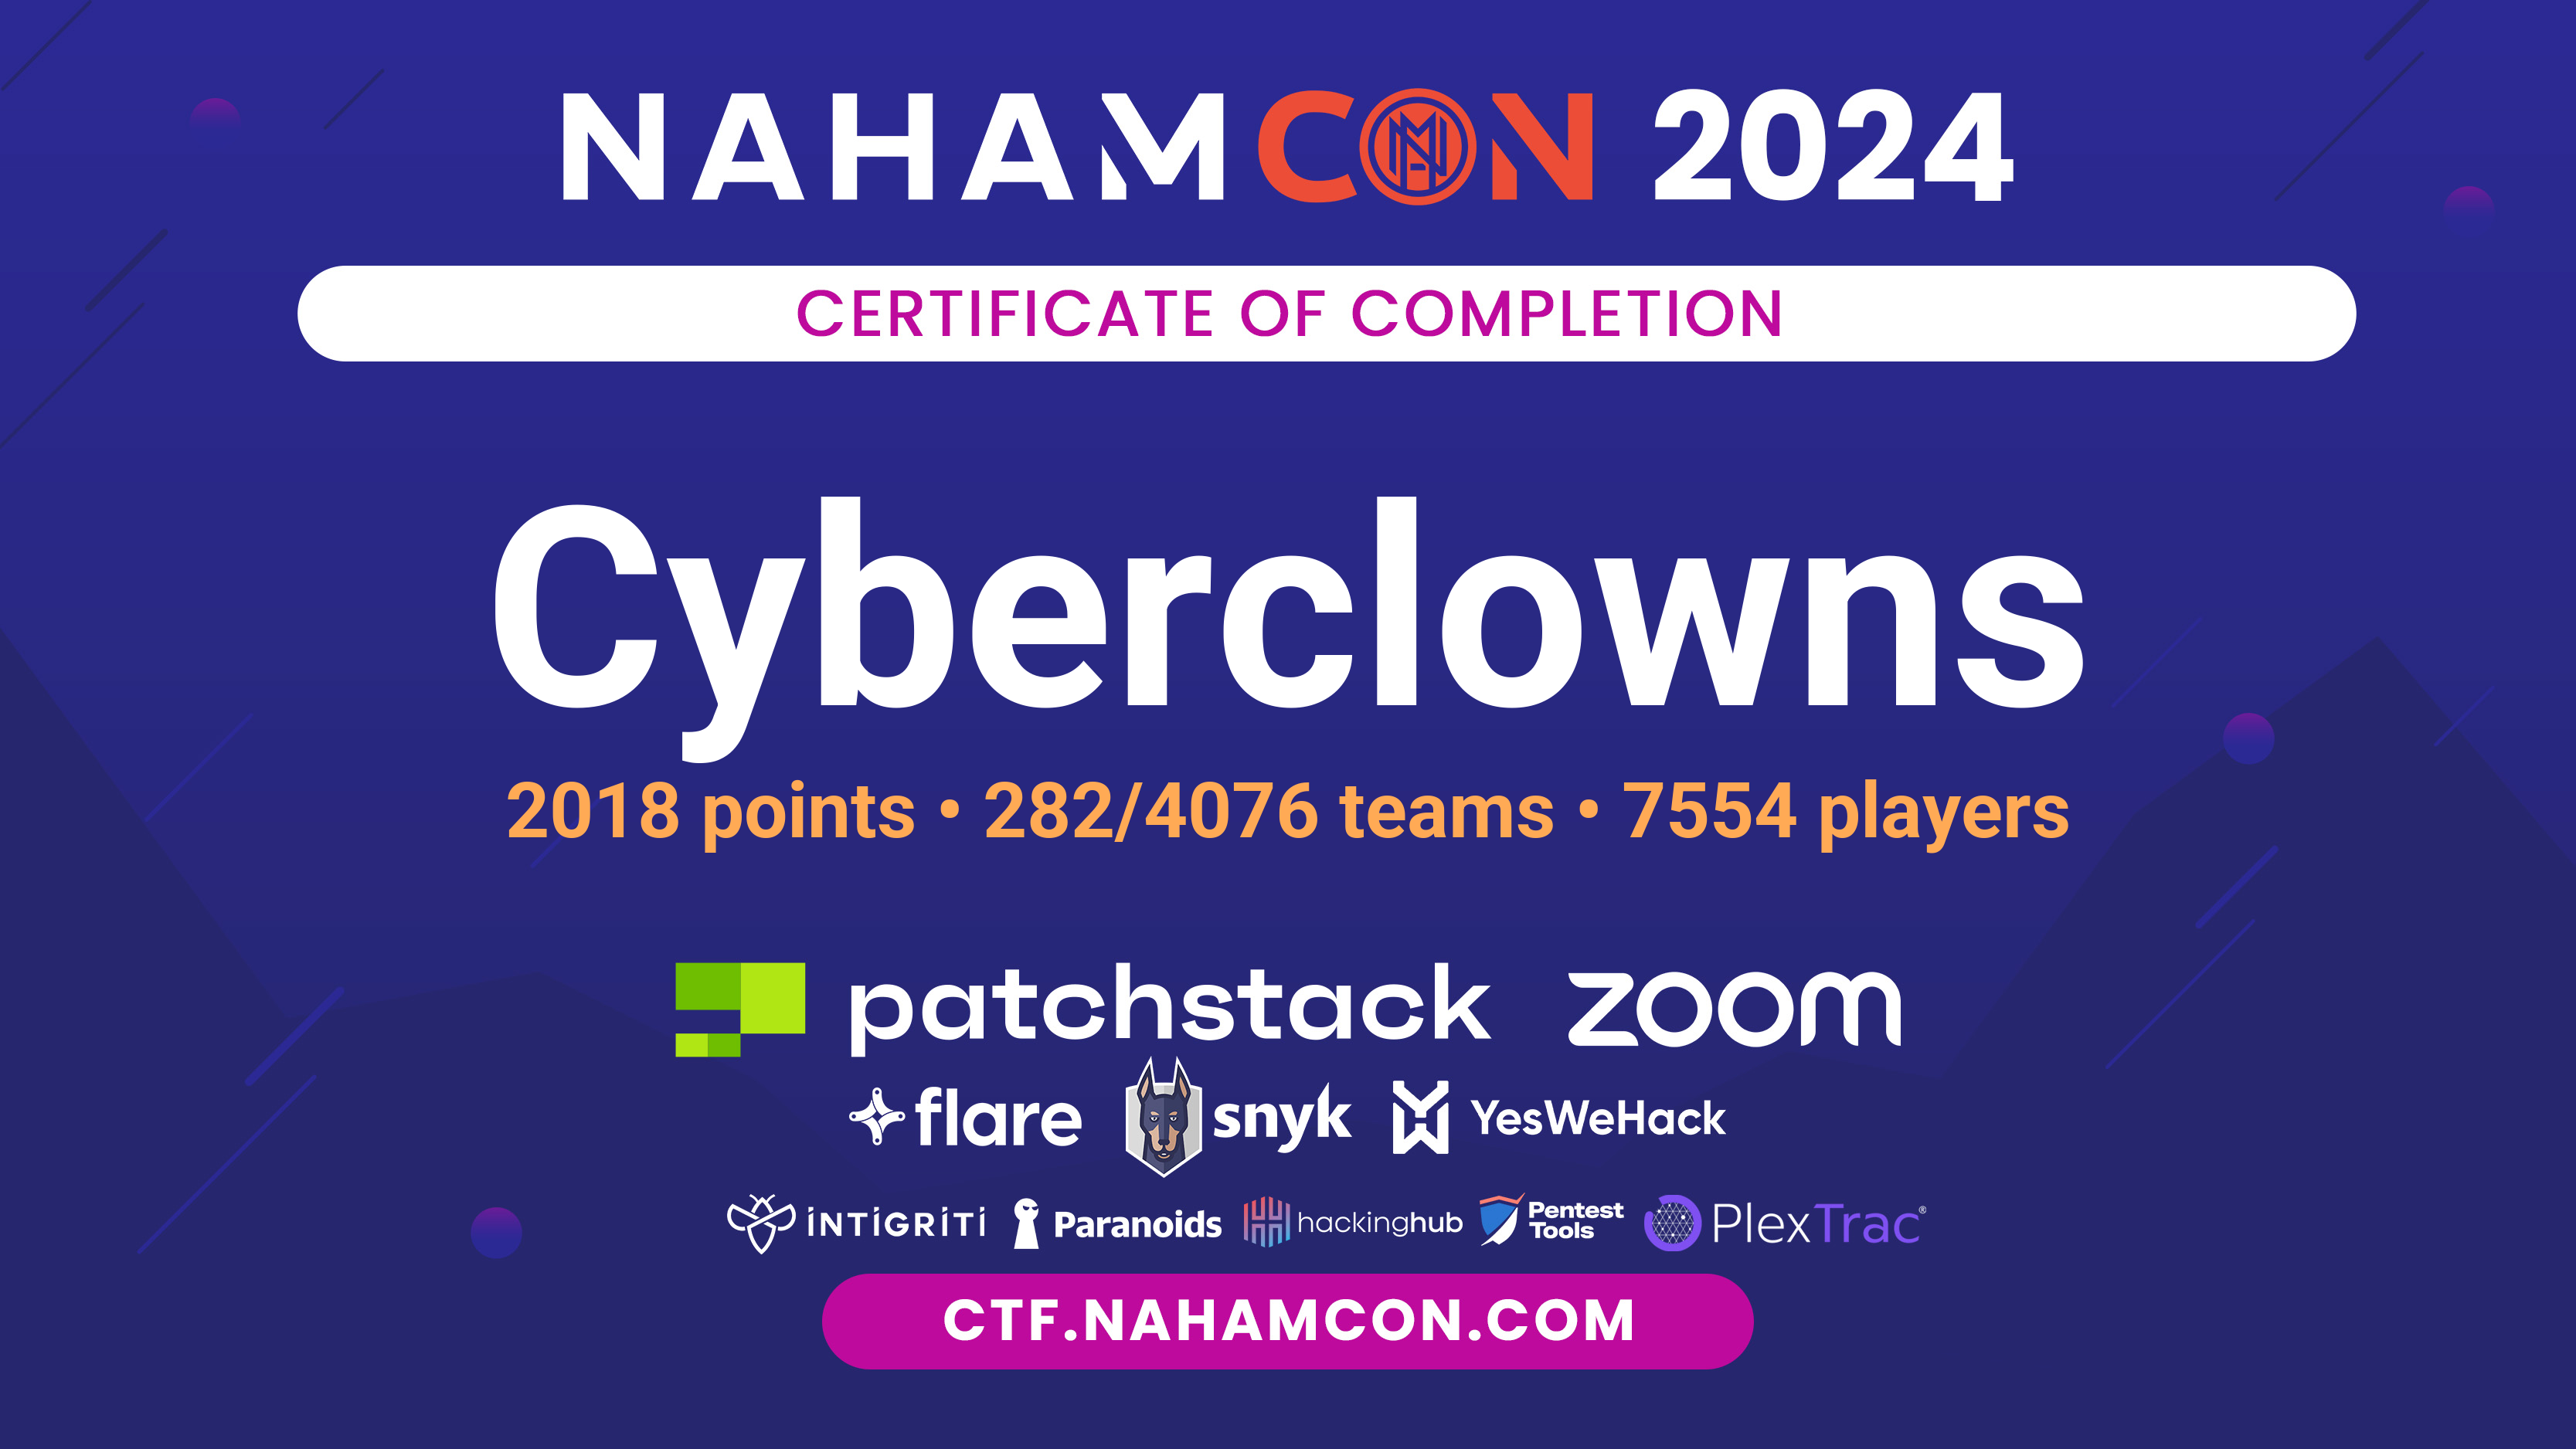 NAHAMCON 2024
CERTIFICATE OF COMPLETION
Cyberclowns
2018 points • 282/4076 teams • 7554 players
patchstack zoom
flare snyk YesWeHack
INTIGRITI Paranoids hackinghub Pentest Tools PlexTrac®
CTF.NAHAMCON.COM